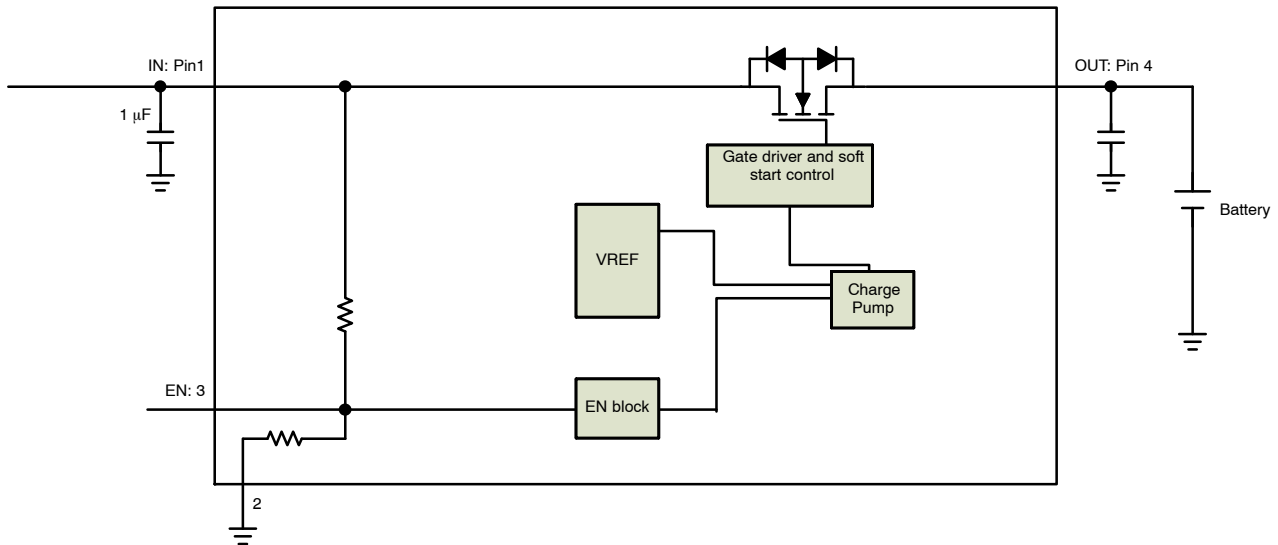 IN: Pin1
OUT: Pin 4
1 μF
Gate driver and soft
start control
Battery
VREF
Charge
Pump
EN: 3
EN block
2